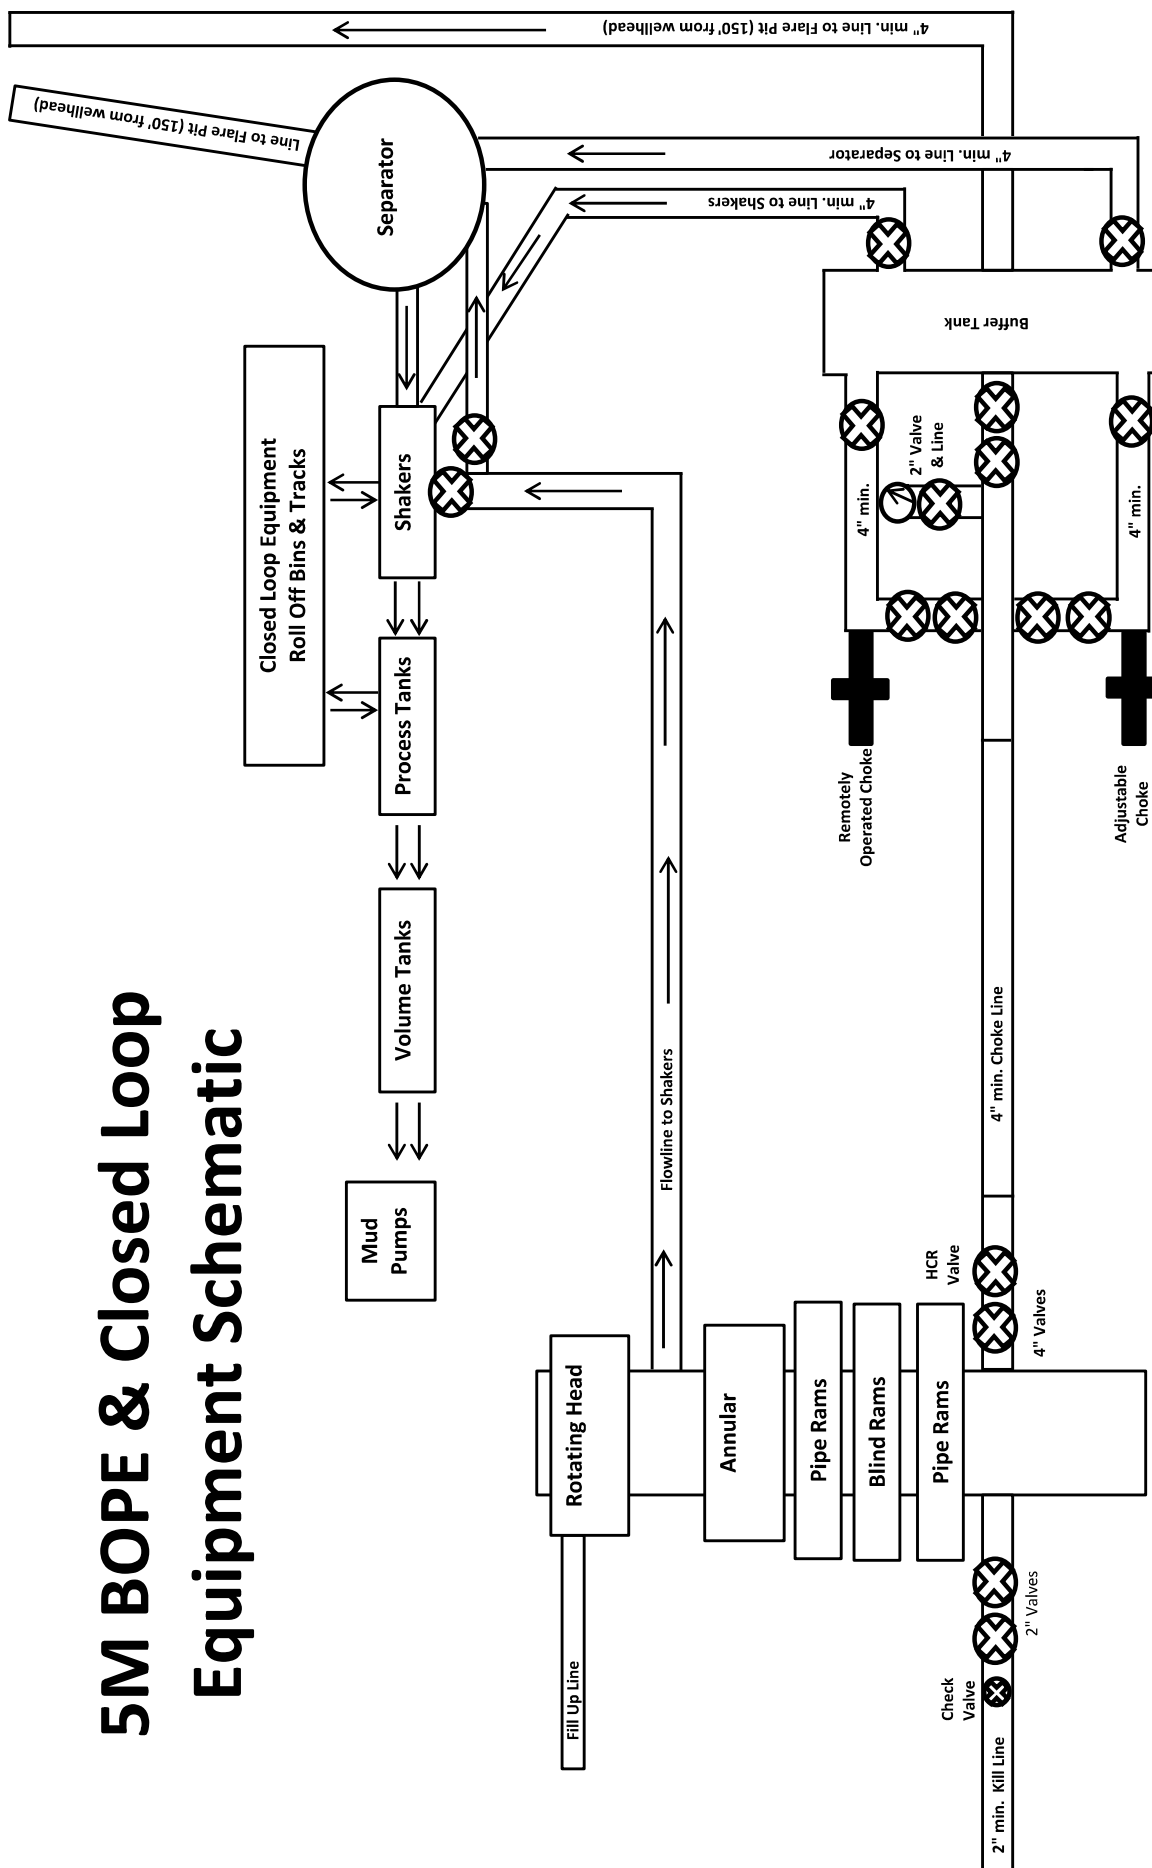 5M BOPE & Closed Loop
Equipment Schematic
Closed Loop Equipment
Roll Off Bins & Tracks
Mud
Pumps
Volume Tanks
Process Tanks
Shakers
Separator
Line to Flare Pit (150' from wellhead)
4" min. Line to Flare Pit (150' from wellhead)
4" min. Line to Separator
4" min. Line to Shakers
Fill Up Line
Rotating Head
Flowline to Shakers
Annular
Pipe Rams
Blind Rams
Pipe Rams
Remotely
Operated Choke
4" min.
2" Valve
& Line
Buffer Tank
Check
Valve
HCR
Valve
2" min. Kill Line
4" min. Choke Line
2" Valves
4" Valves
Adjustable
Choke
4" min.